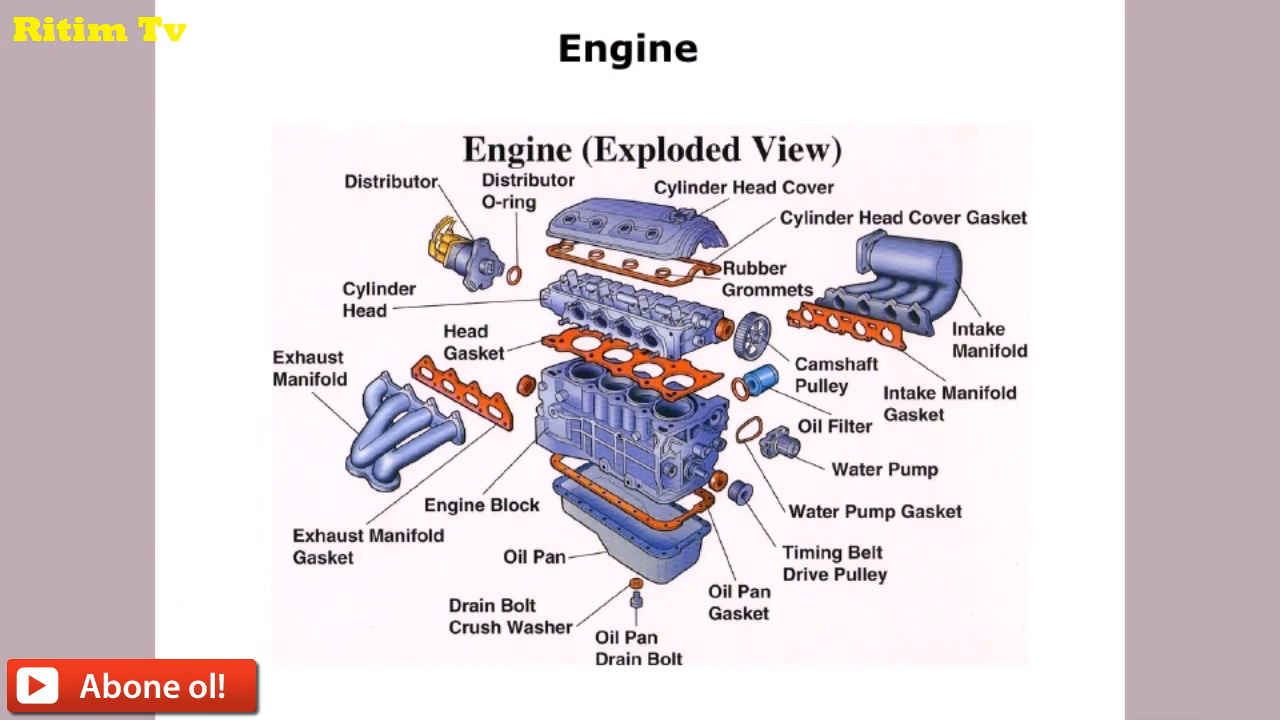 Ritim Tv
Engine
Engine (Exploded View)
Distributor
Distributor
O-ring
Cylinder Head Cover
Cylinder Head Cover Gasket
Rubber
Grommets
Cylinder
Head
Head
Gasket
Exhaust
Manifold
Intake
Manifold
Camshaft
Pulley
Intake Manifold
Gasket
Oil Filter
Water Pump
Engine Block
Water Pump Gasket
Exhaust Manifold
Gasket
Oil Pan
Timing Belt
Drive Pulley
Oil Pan
Gasket
Drain Bolt
Crush Washer
Oil Pan
Drain Bolt
Abone ol!